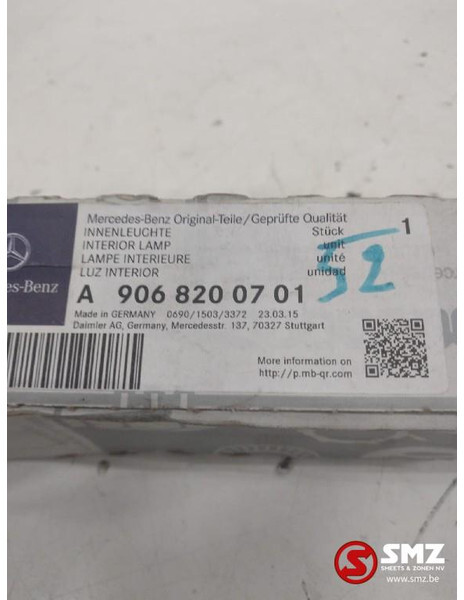 Mercedes-Benz Original-Teile/Geprüfte Qualität
INNENLEUCHTE Stück 1
INTERIOR LAMP unit
LAMPE INTERIEURE unité
LUZ INTERIOR unidad
52
des-Benz
A 906 820 07 01
Made in GERMANY 0690/1503/3372 23.03.15
Daimler AG, Germany, Mercedesstr. 137, 70327 Stuttgart
More information on
http://p.mb-qr.com
SMZ
SMEETS & ZONEN NV
www.smz.be